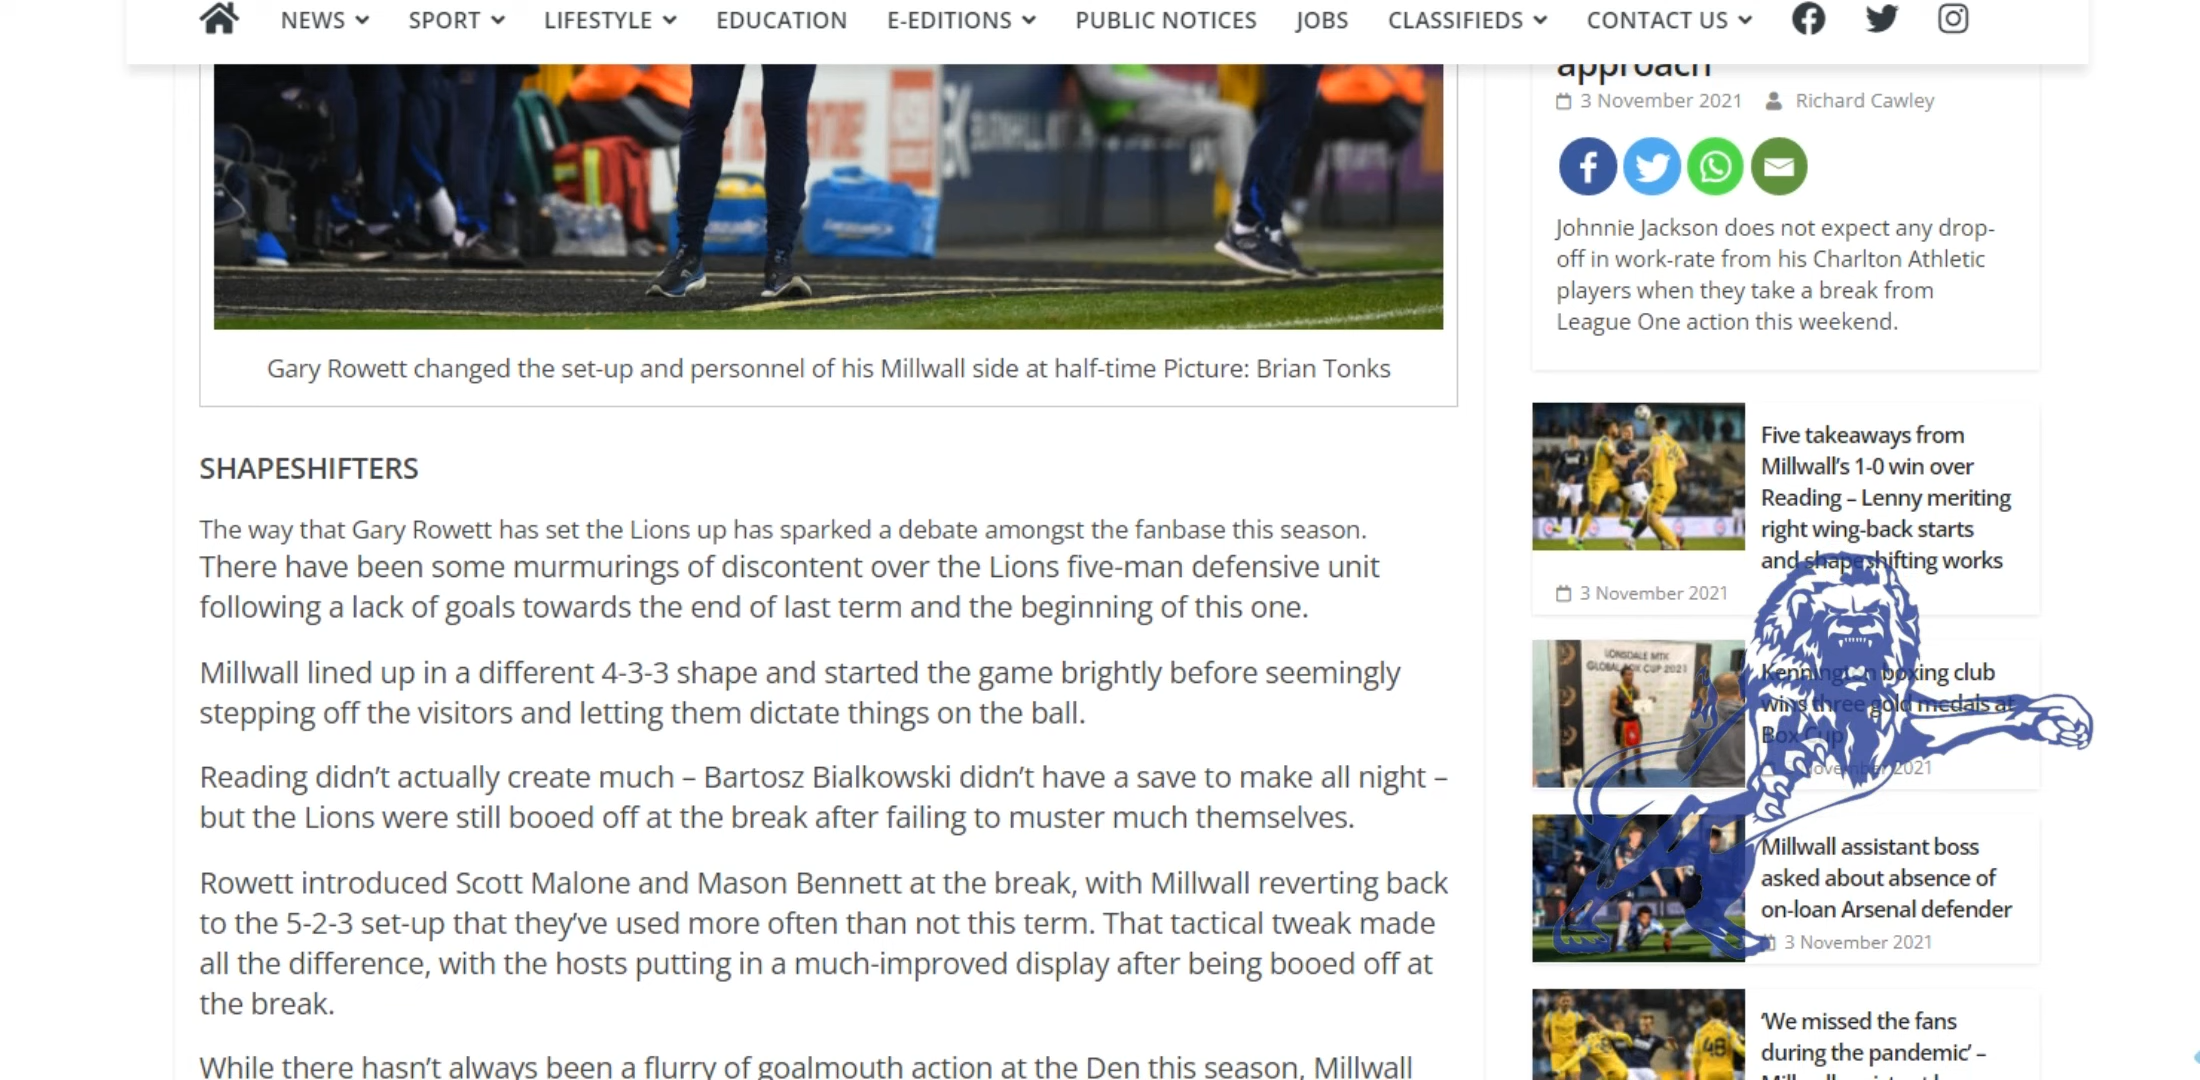 NEWS SPORT LIFESTYLE EDUCATION E-EDITIONS PUBLIC NOTICES JOBS CLASSIFIEDS CONTACT US
Gary Rowett changed the set-up and personnel of his Millwall side at half-time Picture: Brian Tonks
SHAPESHIFTERS
The way that Gary Rowett has set the Lions up has sparked a debate amongst the fanbase this season.
There have been some murmurings of discontent over the Lions five-man defensive unit
following a lack of goals towards the end of last term and the beginning of this one.
Millwall lined up in a different 4-3-3 shape and started the game brightly before seemingly
stepping off the visitors and letting them dictate things on the ball.
Reading didn’t actually create much – Bartosz Bialkowski didn’t have a save to make all night –
but the Lions were still booed off at the break after failing to muster much themselves.
Rowett introduced Scott Malone and Mason Bennett at the break, with Millwall reverting back
to the 5-2-3 set-up that they’ve used more often than not this term. That tactical tweak made
all the difference, with the hosts putting in a much-improved display after being booed off at
the break.
While there hasn’t always been a flurry of goalmouth action at the Den this season, Millwall
approach
3 November 2021 Richard Cawley
Johnnie Jackson does not expect any drop-
off in work-rate from his Charlton Athletic
players when they take a break from
League One action this weekend.
Five takeaways from
Millwall’s 1-0 win over
Reading – Lenny meriting
right wing-back starts
and shapeshifting works
3 November 2021
LONSDALE MTK
GLOBAL BOX CUP 2021
Kennington boxing club
wins three gold medals at
Box Cup
November 2021
Millwall assistant boss
asked about absence of
on-loan Arsenal defender
3 November 2021
48
‘We missed the fans
during the pandemic’ –